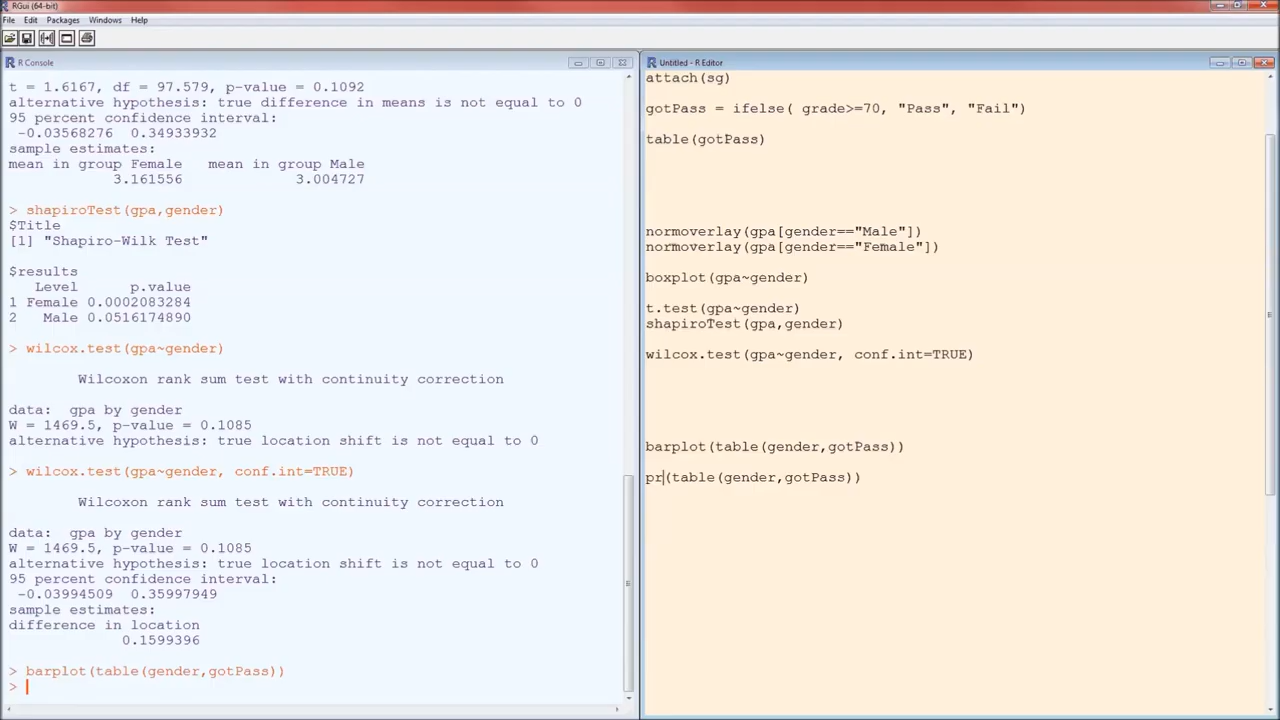 RGui (64-bit)
File Edit Packages Windows Help
R Console
t = 1.6167, df = 97.579, p-value = 0.1092
alternative hypothesis: true difference in means is not equal to 0
95 percent confidence interval:
-0.03568276 0.34933932
sample estimates:
mean in group Female mean in group Male
3.161556 3.004727
> shapiroTest(gpa,gender)
$Title
[1] "Shapiro-Wilk Test"
$results
Level p.value
1 Female 0.0002083284
2 Male 0.0516174890
> wilcox.test(gpa~gender)
Wilcoxon rank sum test with continuity correction
data: gpa by gender
W = 1469.5, p-value = 0.1085
alternative hypothesis: true location shift is not equal to 0
> wilcox.test(gpa~gender, conf.int=TRUE)
Wilcoxon rank sum test with continuity correction
data: gpa by gender
W = 1469.5, p-value = 0.1085
alternative hypothesis: true location shift is not equal to 0
95 percent confidence interval:
-0.03994509 0.35997949
sample estimates:
difference in location
0.1599396
> barplot(table(gender,gotPass))
>
Untitled - R Editor
attach(sg)
gotPass = ifelse( grade>=70, "Pass", "Fail")
table(gotPass)
normoverlay(gpa[gender=="Male"])
normoverlay(gpa[gender=="Female"])
boxplot(gpa~gender)
t.test(gpa~gender)
shapiroTest(gpa,gender)
wilcox.test(gpa~gender, conf.int=TRUE)
barplot(table(gender,gotPass))
pr(table(gender,gotPass))